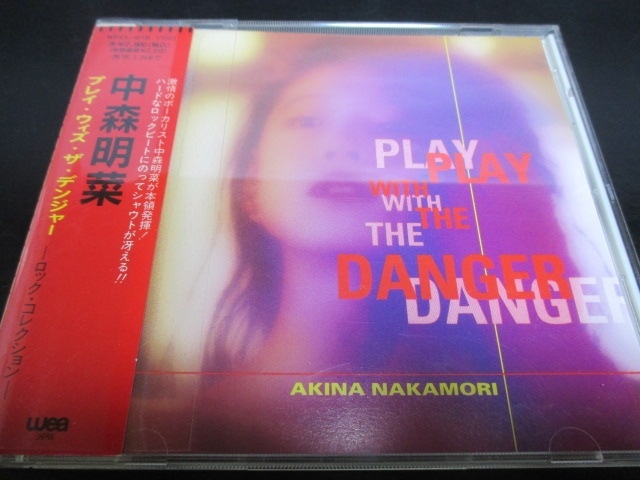 中森明菜
プレイ・ウィズ・ザ・デンジャー
—ロック・コレクション—
激情のボーカリスト中森明菜が本領発揮!
ハードなロックビートにのってシャウトが冴える!!
wea
JAPAN
PLAY
PLAY
WITH
WITH
THE
THE
DANGER
DANGER
AKINA NAKAMORI